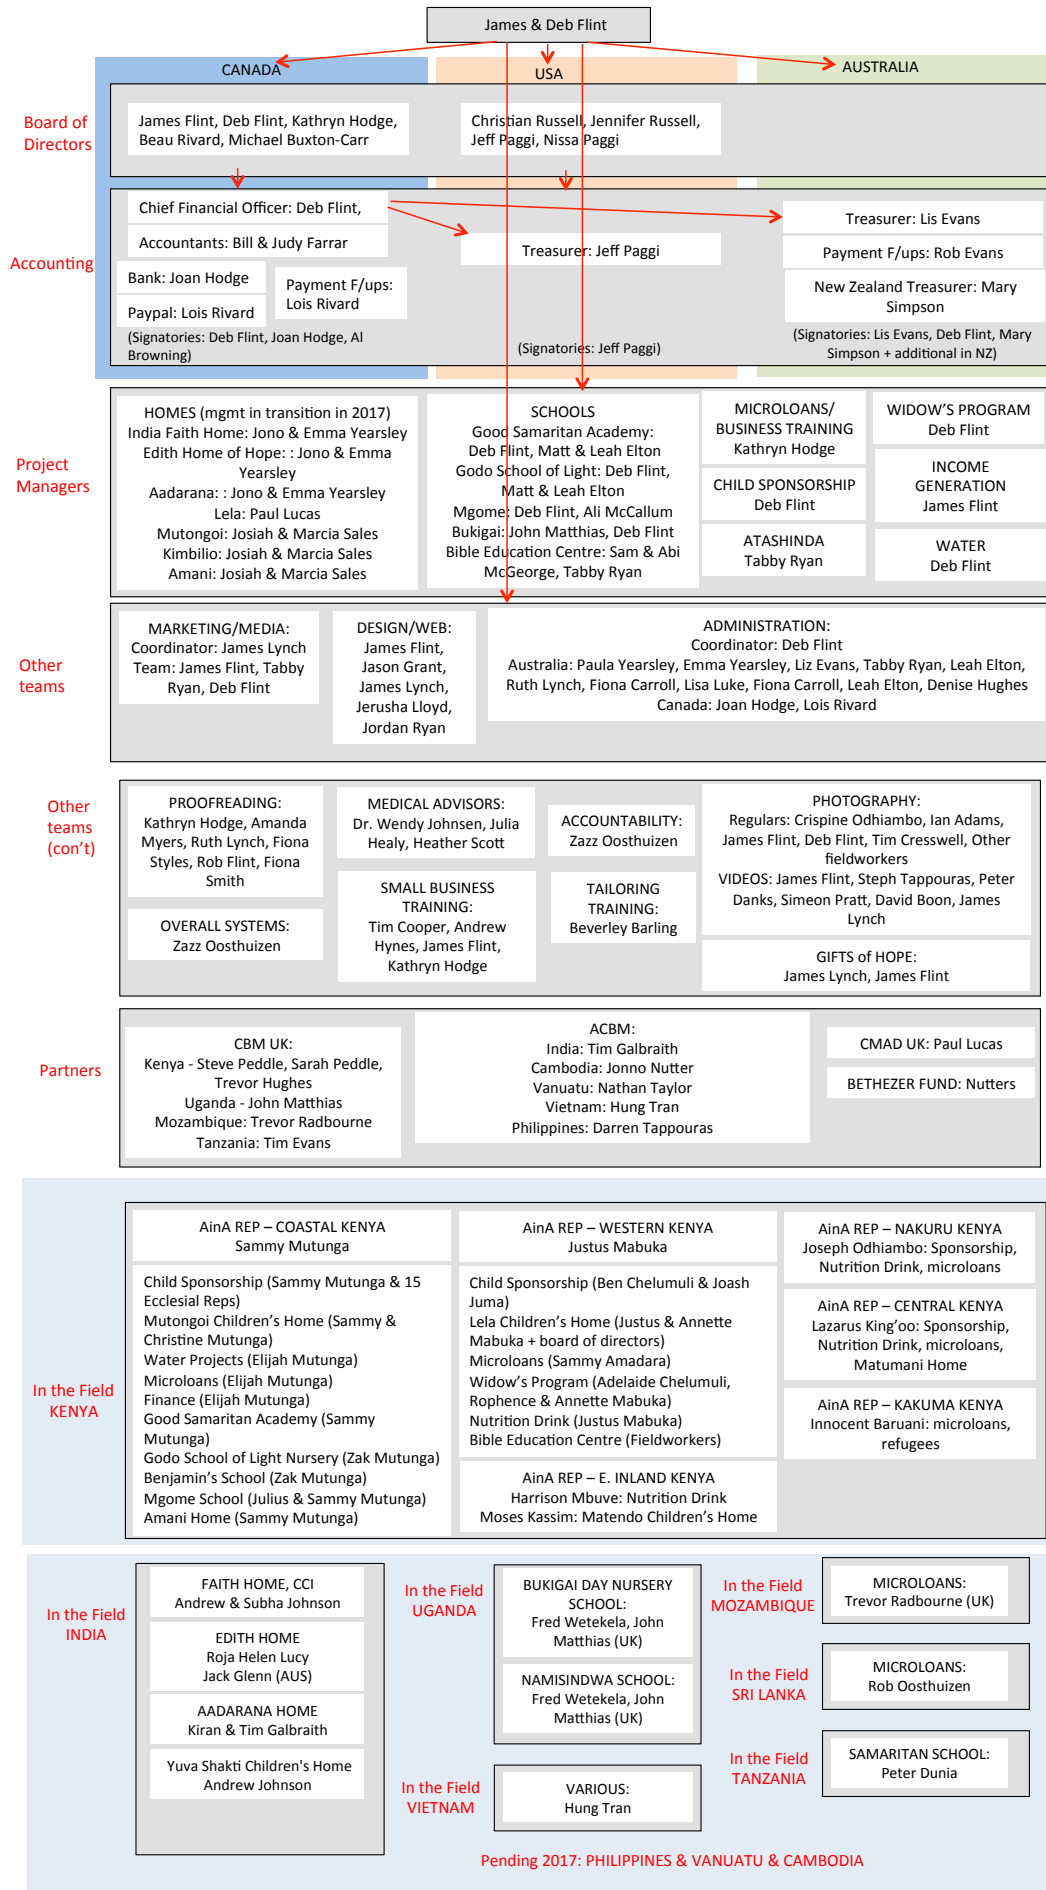 James & Deb Flint
CANADA
USA
AUSTRALIA
Board of
Directors
James Flint, Deb Flint, Kathryn Hodge,
Beau Rivard, Michael Buxton-Carr
Christian Russell, Jennifer Russell,
Jeff Paggi, Nissa Paggi
Accounting
Chief Financial Officer: Deb Flint,
Accountants: Bill & Judy Farrar
Bank: Joan Hodge
Paypal: Lois Rivard
Payment F/ups:
Lois Rivard
(Signatories: Deb Flint, Joan Hodge, Al
Browning)
Treasurer: Jeff Paggi
(Signatories: Jeff Paggi)
Treasurer: Lis Evans
Payment F/ups: Rob Evans
New Zealand Treasurer: Mary
Simpson
(Signatories: Lis Evans, Deb Flint, Mary
Simpson + additional in NZ)
Project
Managers
HOMES (mgmt in transition in 2017)
India Faith Home: Jono & Emma Yearsley
Edith Home of Hope: : Jono & Emma
Yearsley
Aadarana: : Jono & Emma Yearsley
Lela: Paul Lucas
Mutongoi: Josiah & Marcia Sales
Kimbilio: Josiah & Marcia Sales
Amani: Josiah & Marcia Sales
SCHOOLS
Good Samaritan Academy:
Deb Flint, Matt & Leah Elton
Godo School of Light: Deb Flint,
Matt & Leah Elton
Mgome: Deb Flint, Ali McCallum
Bukigai: John Matthias, Deb Flint
Bible Education Centre: Sam & Abi
McGeorge, Tabby Ryan
MICROLOANS/
BUSINESS TRAINING
Kathryn Hodge
CHILD SPONSORSHIP
Deb Flint
ATASHINDA
Tabby Ryan
WIDOW'S PROGRAM
Deb Flint
INCOME
GENERATION
James Flint
WATER
Deb Flint
Other
teams
MARKETING/MEDIA:
Coordinator: James Lynch
Team: James Flint, Tabby
Ryan, Deb Flint
DESIGN/WEB:
James Flint,
Jason Grant,
James Lynch,
Jerusha Lloyd,
Jordan Ryan
ADMINISTRATION:
Coordinator: Deb Flint
Australia: Paula Yearsley, Emma Yearsley, Liz Evans, Tabby Ryan, Leah Elton,
Ruth Lynch, Fiona Carroll, Lisa Luke, Fiona Carroll, Leah Elton, Denise Hughes
Canada: Joan Hodge, Lois Rivard
Other
teams
(con't)
PROOFREADING:
Kathryn Hodge, Amanda
Myers, Ruth Lynch, Fiona
Styles, Rob Flint, Fiona
Smith
OVERALL SYSTEMS:
Zazz Oosthuizen
MEDICAL ADVISORS:
Dr. Wendy Johnsen, Julia
Healy, Heather Scott
SMALL BUSINESS
TRAINING:
Tim Cooper, Andrew
Hynes, James Flint,
Kathryn Hodge
ACCOUNTABILITY:
Zazz Oosthuizen
TAILORING
TRAINING:
Beverley Barling
PHOTOGRAPHY:
Regulars: Crispine Odhiambo, Ian Adams,
James Flint, Deb Flint, Tim Cresswell, Other
fieldworkers
VIDEOS: James Flint, Steph Tappouras, Peter
Danks, Simeon Pratt, David Boon, James
Lynch
GIFTS of HOPE:
James Lynch, James Flint
Partners
CBM UK:
Kenya - Steve Peddle, Sarah Peddle,
Trevor Hughes
Uganda - John Matthias
Mozambique: Trevor Radbourne
Tanzania: Tim Evans
ACBM:
India: Tim Galbraith
Cambodia: Jonno Nutter
Vanuatu: Nathan Taylor
Vietnam: Hung Tran
Philippines: Darren Tappouras
CMAD UK: Paul Lucas
BETHEZER FUND: Nutters
In the Field
KENYA
AinA REP – COASTAL KENYA
Sammy Mutunga
Child Sponsorship (Sammy Mutunga & 15
Ecclesial Reps)
Mutongoi Children's Home (Sammy &
Christine Mutunga)
Water Projects (Elijah Mutunga)
Microloans (Elijah Mutunga)
Finance (Elijah Mutunga)
Good Samaritan Academy (Sammy
Mutunga)
Godo School of Light Nursery (Zak Mutunga)
Benjamin's School (Zak Mutunga)
Mgome School (Julius & Sammy Mutunga)
Amani Home (Sammy Mutunga)
AinA REP – WESTERN KENYA
Justus Mabuka
Child Sponsorship (Ben Chelumuli & Joash
Juma)
Lela Children's Home (Justus & Annette
Mabuka + board of directors)
Microloans (Sammy Amadara)
Widow's Program (Adelaide Chelumuli,
Rophence & Annette Mabuka)
Nutrition Drink (Justus Mabuka)
Bible Education Centre (Fieldworkers)
AinA REP – E. INLAND KENYA
Harrison Mbuve: Nutrition Drink
Moses Kassim: Matendo Children's Home
AinA REP – NAKURU KENYA
Joseph Odhiambo: Sponsorship,
Nutrition Drink, microloans
AinA REP – CENTRAL KENYA
Lazarus King'oo: Sponsorship,
Nutrition Drink, microloans,
Matumani Home
AinA REP – KAKUMA KENYA
Innocent Baruani: microloans,
refugees
In the Field
INDIA
FAITH HOME, CCI
Andrew & Subha Johnson
EDITH HOME
Roja Helen Lucy
Jack Glenn (AUS)
AADARANA HOME
Kiran & Tim Galbraith
Yuva Shakti Children's Home
Andrew Johnson
In the Field
UGANDA
BUKIGAI DAY NURSERY
SCHOOL:
Fred Wetekela, John
Matthias (UK)
NAMISINDWA SCHOOL:
Fred Wetekela, John
Matthias (UK)
In the Field
VIETNAM
VARIOUS:
Hung Tran
In the Field
MOZAMBIQUE
MICROLOANS:
Trevor Radbourne (UK)
In the Field
SRI LANKA
MICROLOANS:
Rob Oosthuizen
In the Field
TANZANIA
SAMARITAN SCHOOL:
Peter Dunia
Pending 2017: PHILIPPINES & VANUATU & CAMBODIA